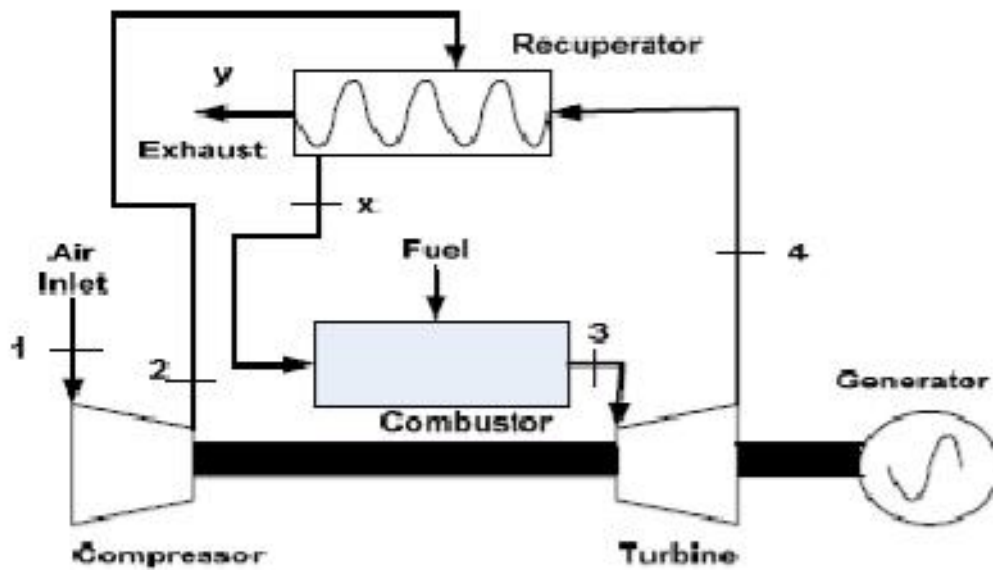 Recuperator
y
Exhaust
x
Air
Inlet
Fuel
4
1
2
3
Generator
Combustor
Compressor
Turbine